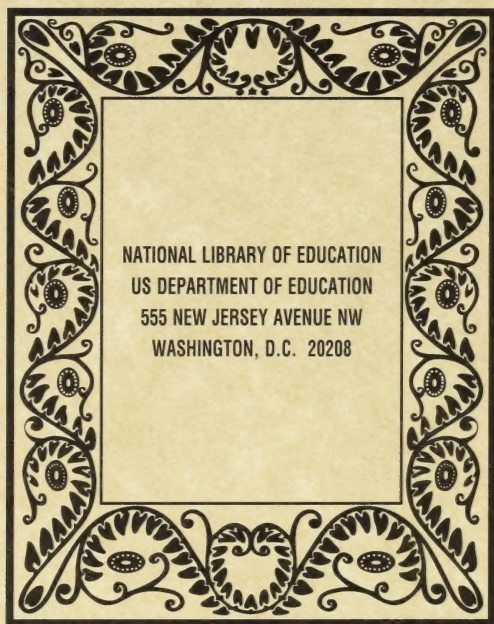 NATIONAL LIBRARY OF EDUCATION
US DEPARTMENT OF EDUCATION
555 NEW JERSEY AVENUE NW
WASHINGTON, D.C. 20208